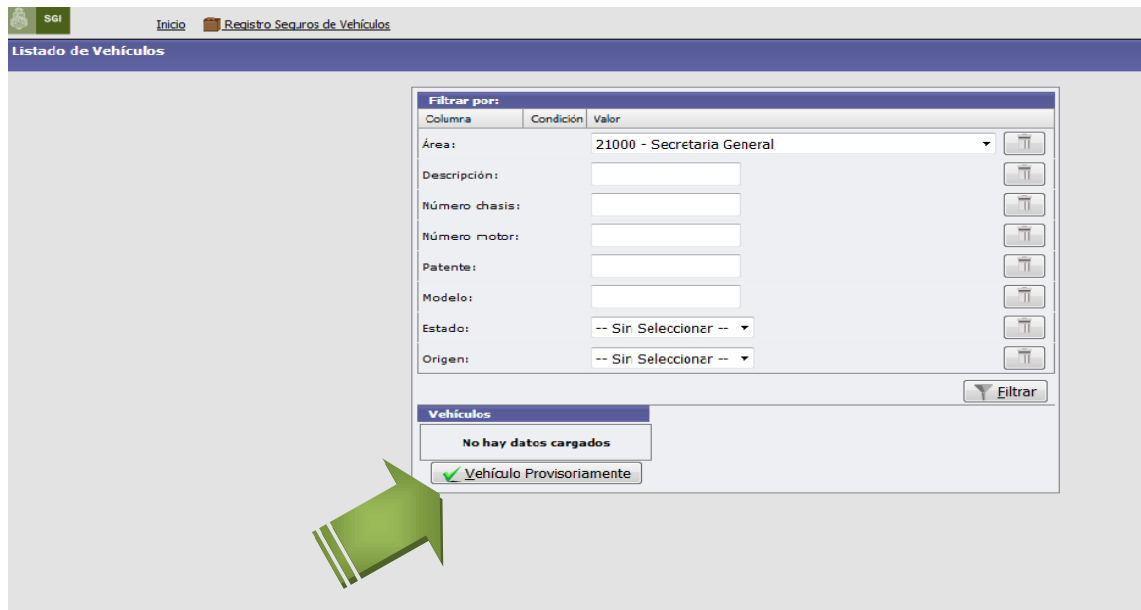 SGI
Inicio Registro Seguros de Vehículos
Listado de Vehículos
Filtrar por:
Columna Condición Valor
Área: 21000 - Secretaria General
Descripción:
Número chasis:
Número motor:
Patente:
Modelo:
Estado: -- Sin Seleccionar --
Origen: -- Sin Seleccionar --
Filtrar
Vehículos
No hay datos cargados
Vehículo Provisoriamente